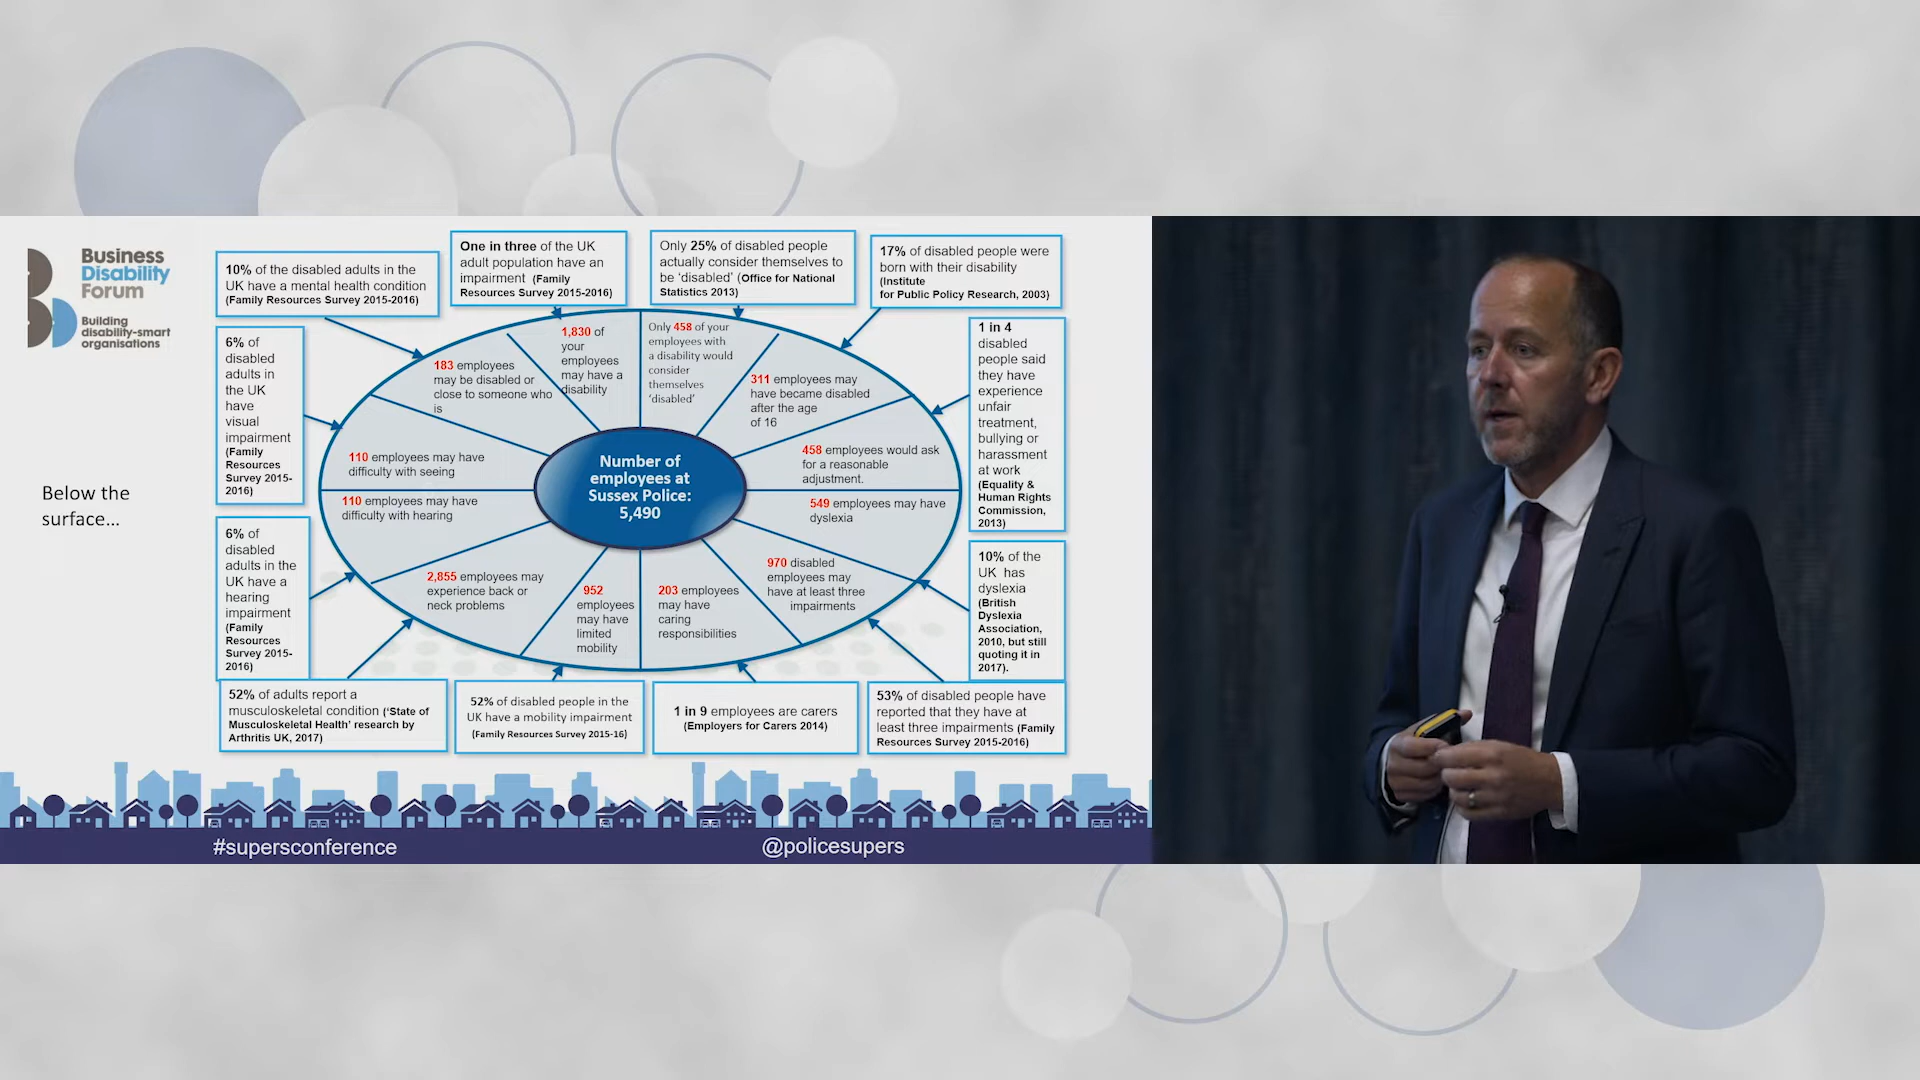 Business
Disability
Forum
Building
disability-smart
organisations
Below the
surface...
10% of the disabled adults in the
UK have a mental health condition
(Family Resources Survey 2015-2016)
One in three of the UK
adult population have an
impairment (Family
Resources Survey 2015-2016)
Only 25% of disabled people
actually consider themselves to
be ‘disabled’ (Office for National
Statistics 2013)
17% of disabled people were
born with their disability
(Institute
for Public Policy Research, 2003)
6% of
disabled
adults in
the UK
have
visual
impairment
(Family
Resources
Survey 2015-
2016)
1 in 4
disabled
people said
they have
experience
unfair
treatment,
bullying or
harassment
at work
(Equality &
Human Rights
Commission,
2013)
183 employees
may be disabled or
close to someone who
is
1,830 of
your
employees
may have a
disability
Only 458 of your
employees with
a disability would
consider
themselves
‘disabled’
311 employees may
have became disabled
after the age
of 16
110 employees may have
difficulty with seeing
Number of
employees at
Sussex Police:
5,490
458 employees would ask
for a reasonable
adjustment.
110 employees may have
difficulty with hearing
549 employees may have
dyslexia
2,855 employees may
experience back or
neck problems
952
employees
may have
limited
mobility
203 employees
may have
caring
responsibilities
970 disabled
employees may
have at least three
impairments
6% of
disabled
adults in the
UK have a
hearing
impairment
(Family
Resources
Survey 2015-
2016)
10% of the
UK has
dyslexia
(British
Dyslexia
Association,
2010, but still
quoting it in
2017).
52% of adults report a
musculoskeletal condition (‘State of
Musculoskeletal Health’ research by
Arthritis UK, 2017)
52% of disabled people in the
UK have a mobility impairment
(Family Resources Survey 2015-16)
1 in 9 employees are carers
(Employers for Carers 2014)
53% of disabled people have
reported that they have at
least three impairments (Family
Resources Survey 2015-2016)
#supersconference
@policesupers